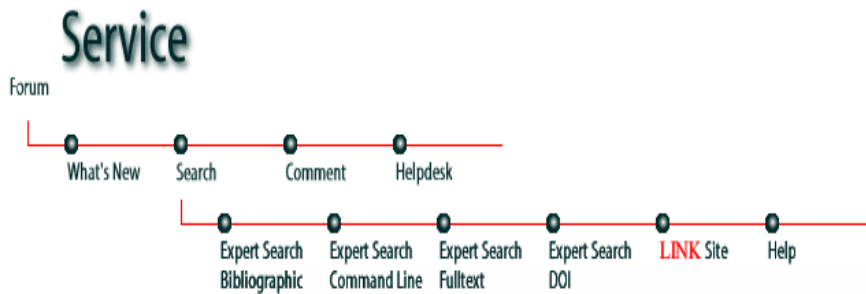 Service
Forum
What's New Search Comment Helpdesk
Expert Search Expert Search Expert Search Expert Search LINK Site Help
Bibliographic Command Line Fulltext DOI